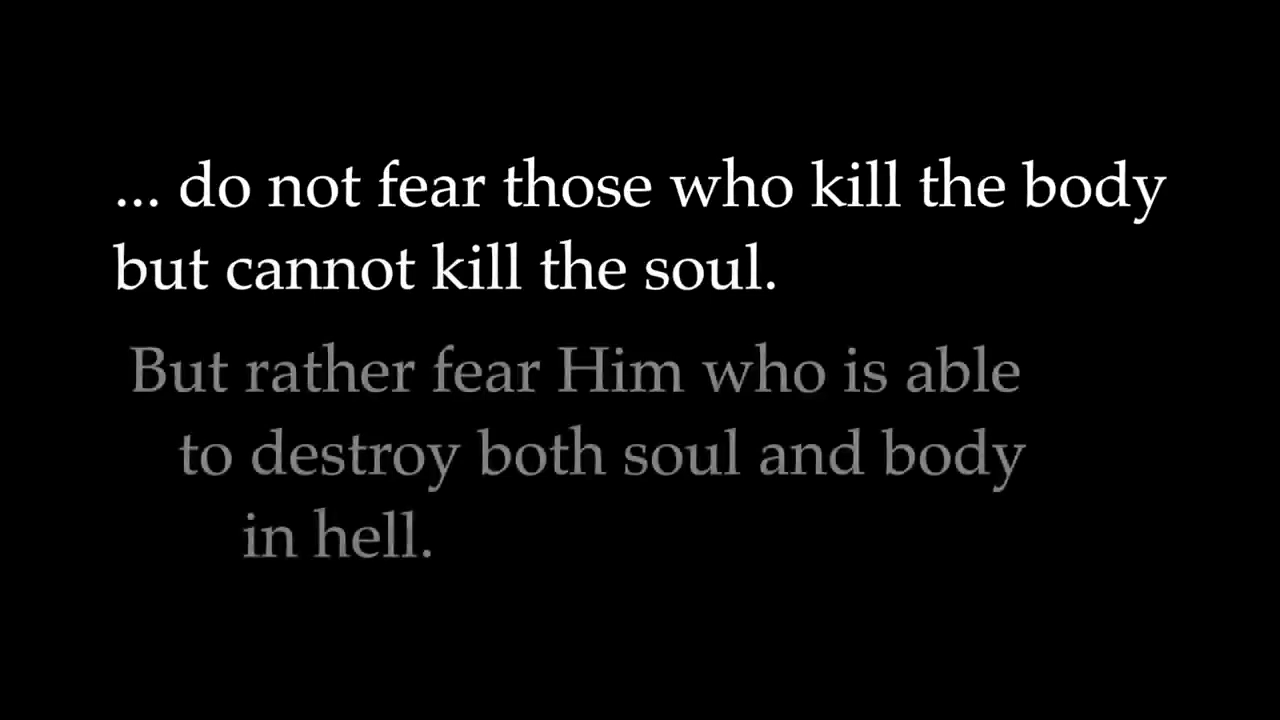 ... do not fear those who kill the body
but cannot kill the soul.
But rather fear Him who is able
to destroy both soul and body
in hell.